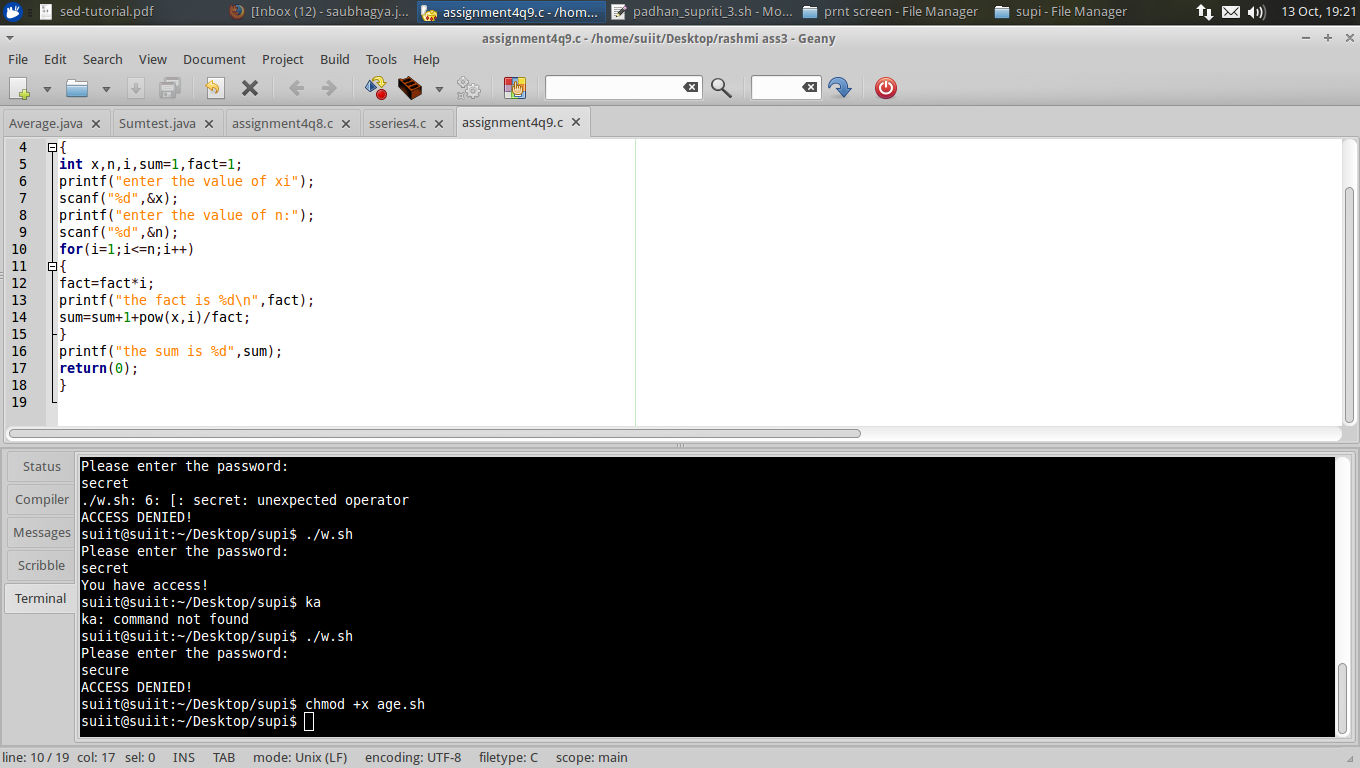 sed-tutorial.pdf [Inbox (12) - saubhagya.j... assignment4q9.c - /hom... padhan_supriti_3.sh - Mo... prnt screen - File Manager supi - File Manager 13 Oct, 19:21
assignment4q9.c - /home/suiit/Desktop/rashmi ass3 - Geany
File Edit Search View Document Project Build Tools Help
Average.java sumtest.java assignment4q8.c sseries4.c assignment4q9.c
4 {
5 int x,n,i,sum=1,fact=1;
6 printf("enter the value of xi");
7 scanf("%d",&x);
8 printf("enter the value of n:");
9 scanf("%d",&n);
10 for(i=1;i<=n;i++)
11 {
12 fact=fact*i;
13 printf("the fact is %d\n",fact);
14 sum=sum+1+pow(x,i)/fact;
15 }
16 printf("the sum is %d",sum);
17 return(0);
18 }
19
Status
Compiler
Messages
Scribble
Terminal
Please enter the password:
secret
./w.sh: 6: [: secret: unexpected operator
ACCESS DENIED!
suiit@suiit:~/Desktop/supi$ ./w.sh
Please enter the password:
secret
You have access!
suiit@suiit:~/Desktop/supi$ ka
ka: command not found
suiit@suiit:~/Desktop/supi$ ./w.sh
Please enter the password:
secure
ACCESS DENIED!
suiit@suiit:~/Desktop/supi$ chmod +x age.sh
suiit@suiit:~/Desktop/supi$
line: 10 / 19 col: 17 sel: 0 INS TAB mode: Unix (LF) encoding: UTF-8 filetype: C scope: main